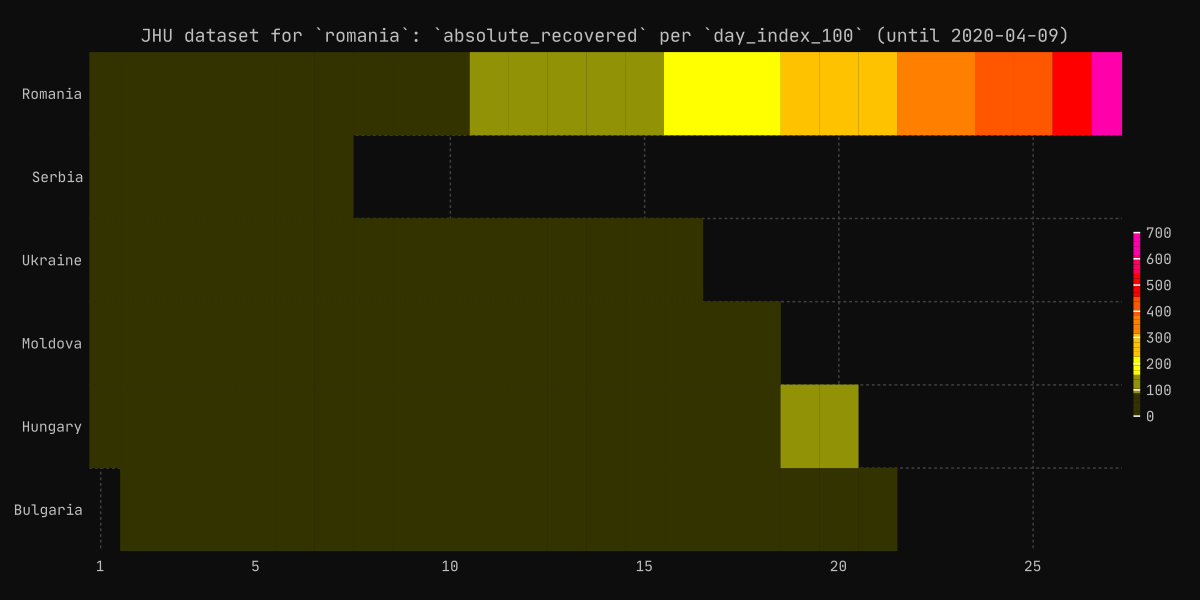 JHU dataset for `romania`: `absolute_recovered` per `day_index_100` (until 2020-04-09)
Romania
Serbia
Ukraine
Moldova
Hungary
Bulgaria
700
600
500
400
300
200
100
0
1 5 10 15 20 25